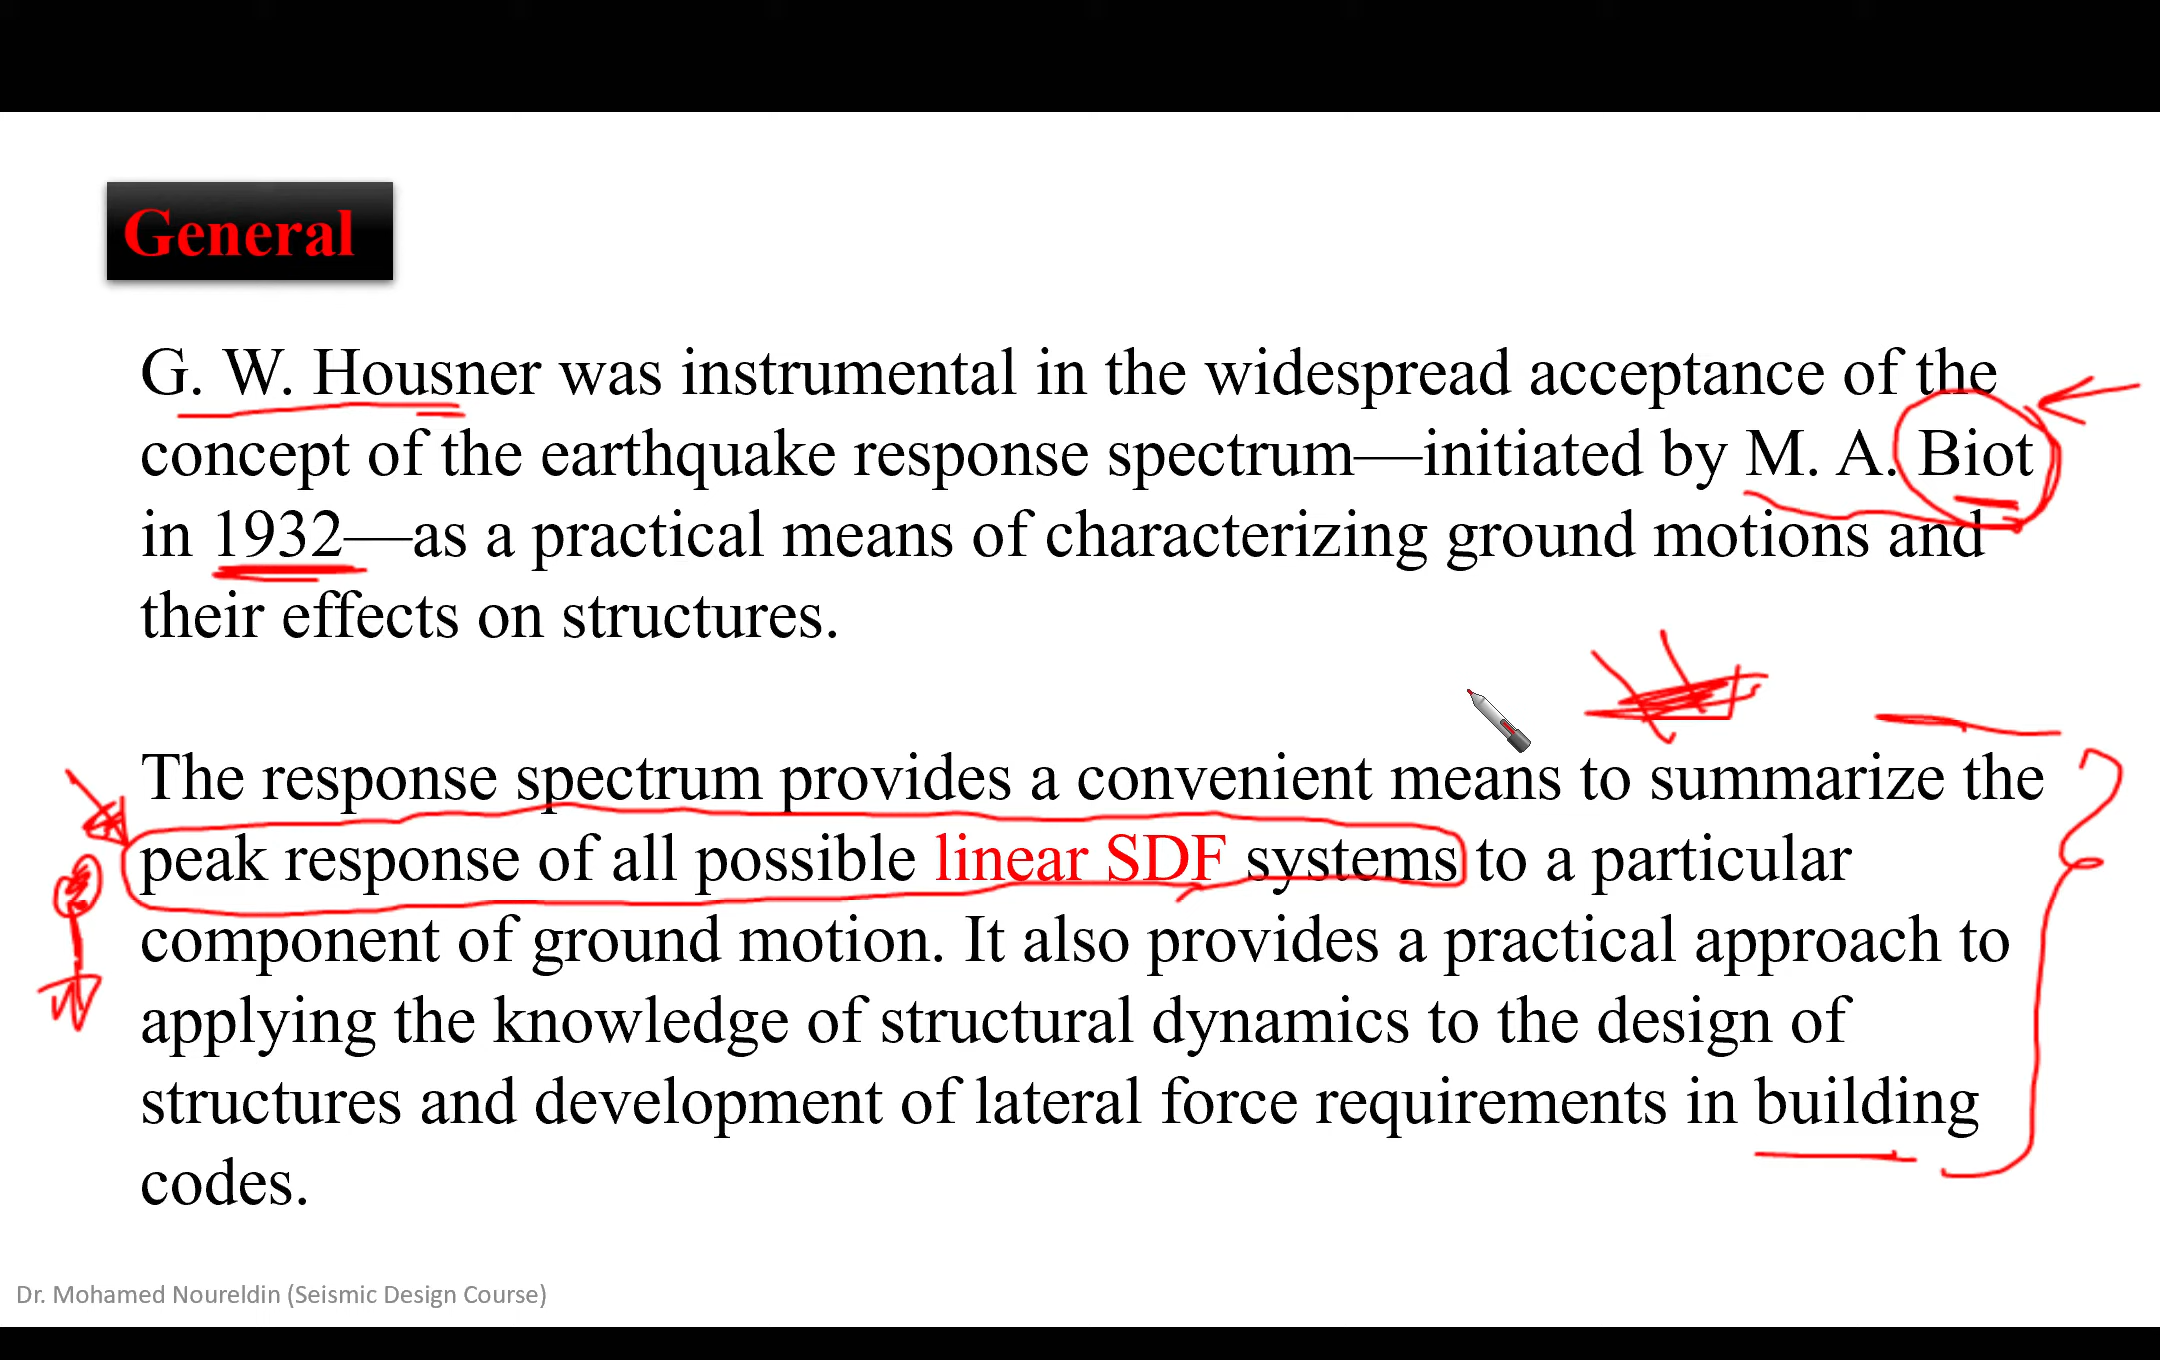 General
G. W. Housner was instrumental in the widespread acceptance of the
concept of the earthquake response spectrum—initiated by M. A. Biot
in 1932—as a practical means of characterizing ground motions and
their effects on structures.
The response spectrum provides a convenient means to summarize the
peak response of all possible linear SDF systems to a particular
component of ground motion. It also provides a practical approach to
applying the knowledge of structural dynamics to the design of
structures and development of lateral force requirements in building
codes.
Dr. Mohamed Noureldin (Seismic Design Course)